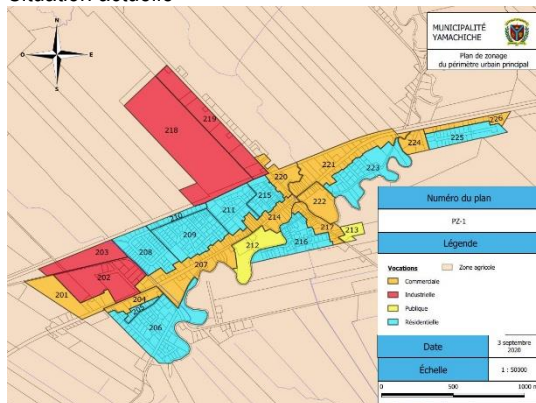 Situation actuelle
N
O
E
S
MUNICIPALITÉ
YAMACHICHE
Plan de zonage
du périmètre urbain principal
218
219
220
221
226
224
225
223
222
215
214
217
213
216
212
210
211
209
208
207
203
202
201
204
205
206
Numéro du plan
PZ-1
Légende
Vocations
Zone agricole
Commerciale
Industrielle
Publique
Résidentielle
Date
3 septembre
2020
Échelle
1 : 50000
0 500 1000 m